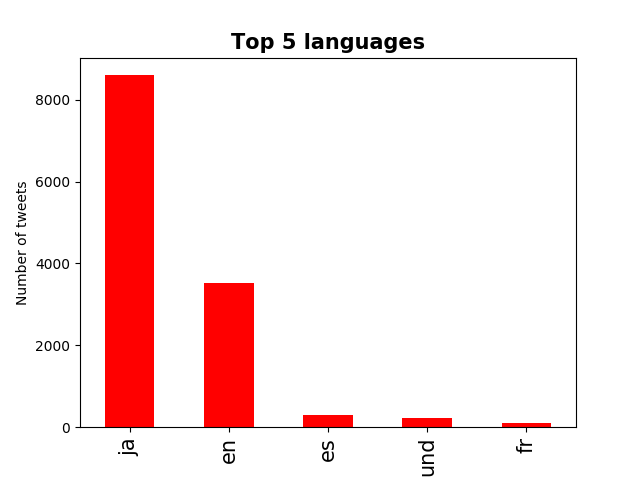 Top 5 languages
Number of tweets
8000
6000
4000
2000
0
ja
en
es
und
fr